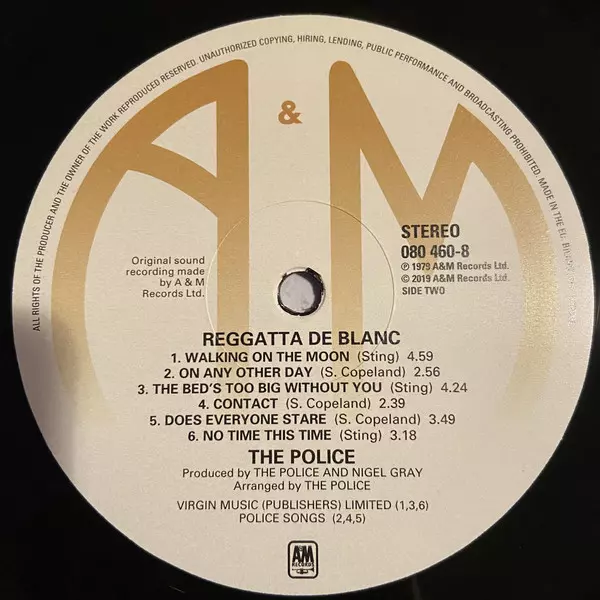 ALL RIGHTS OF THE PRODUCER AND THE OWNER OF THE WORK REPRODUCED RESERVED. UNAUTHORIZED COPYING, HIRING, LENDING, PUBLIC PERFORMANCE AND BROADCASTING PROHIBITED. MADE IN THE EU.
A & M
STEREO
080 460-8
Ⓟ 1979 A&M Records Ltd.
© 2019 A&M Records Ltd.
SIDE TWO
Original sound
recording made
by A & M
Records Ltd.
REGGATTA DE BLANC
1. WALKING ON THE MOON (Sting) 4.59
2. ON ANY OTHER DAY (S. Copeland) 2.56
3. THE BED'S TOO BIG WITHOUT YOU (Sting) 4.24
4. CONTACT (S. Copeland) 2.39
5. DOES EVERYONE STARE (S. Copeland) 3.49
6. NO TIME THIS TIME (Sting) 3.18
THE POLICE
Produced by THE POLICE AND NIGEL GRAY
Arranged by THE POLICE
VIRGIN MUSIC (PUBLISHERS) LIMITED (1,3,6)
POLICE SONGS (2,4,5)
A&M
RECORDS